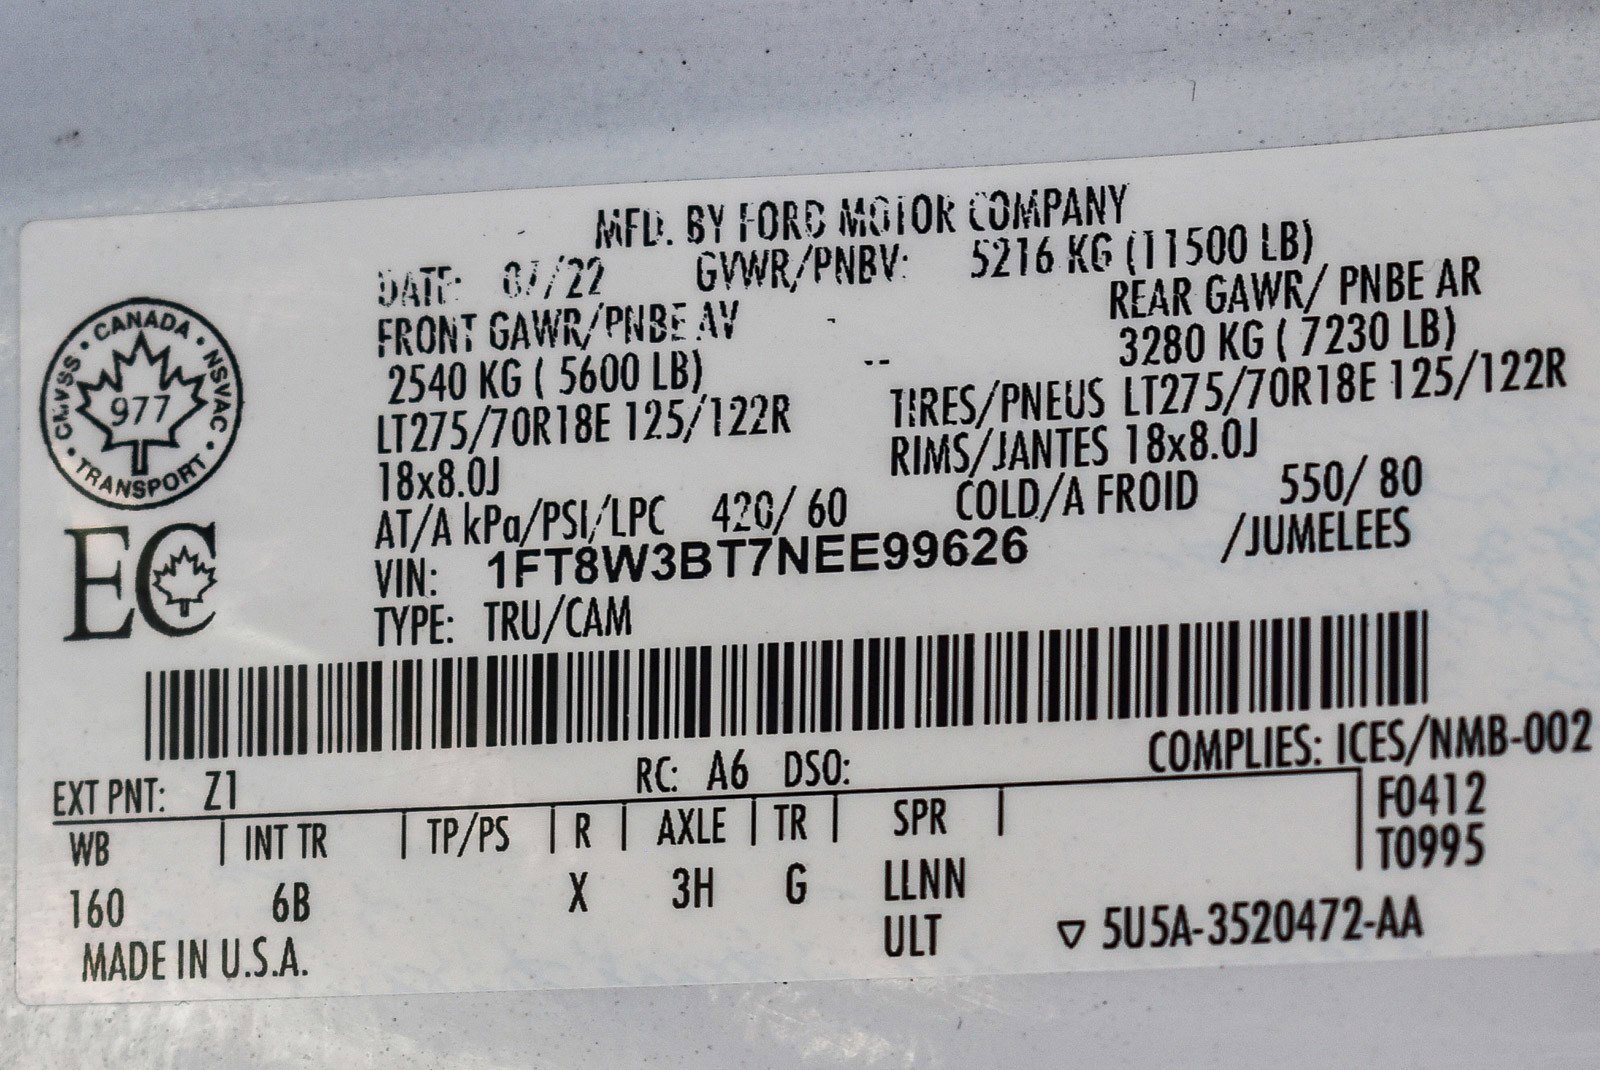 MFD. BY FORD MOTOR COMPANY
DATE: 07/22 GVWR/PNBV: 5216 KG (11500 LB)
FRONT GAWR/PNBE AV REAR GAWR/ PNBE AR
2540 KG ( 5600 LB) -- 3280 KG ( 7230 LB)
LT275/70R18E 125/122R TIRES/PNEUS LT275/70R18E 125/122R
18x8.0J RIMS/JANTES 18x8.0J
AT/A kPa/PSI/LPC 420/ 60 COLD/A FROID 550/ 80
VIN: 1FT8W3BT7NEE99626 /JUMELEES
TYPE: TRU/CAM
CANADA
CMVSS NSVAC
977
TRANSPORT
EC
COMPLIES: ICES/NMB-002
EXT PNT: Z1 RC: A6 DSO:
F0412
WB INT TR TP/PS R AXLE TR SPR
T0995
160 6B X 3H G LLNN
MADE IN U.S.A. ULT ▽ 5U5A-3520472-AA